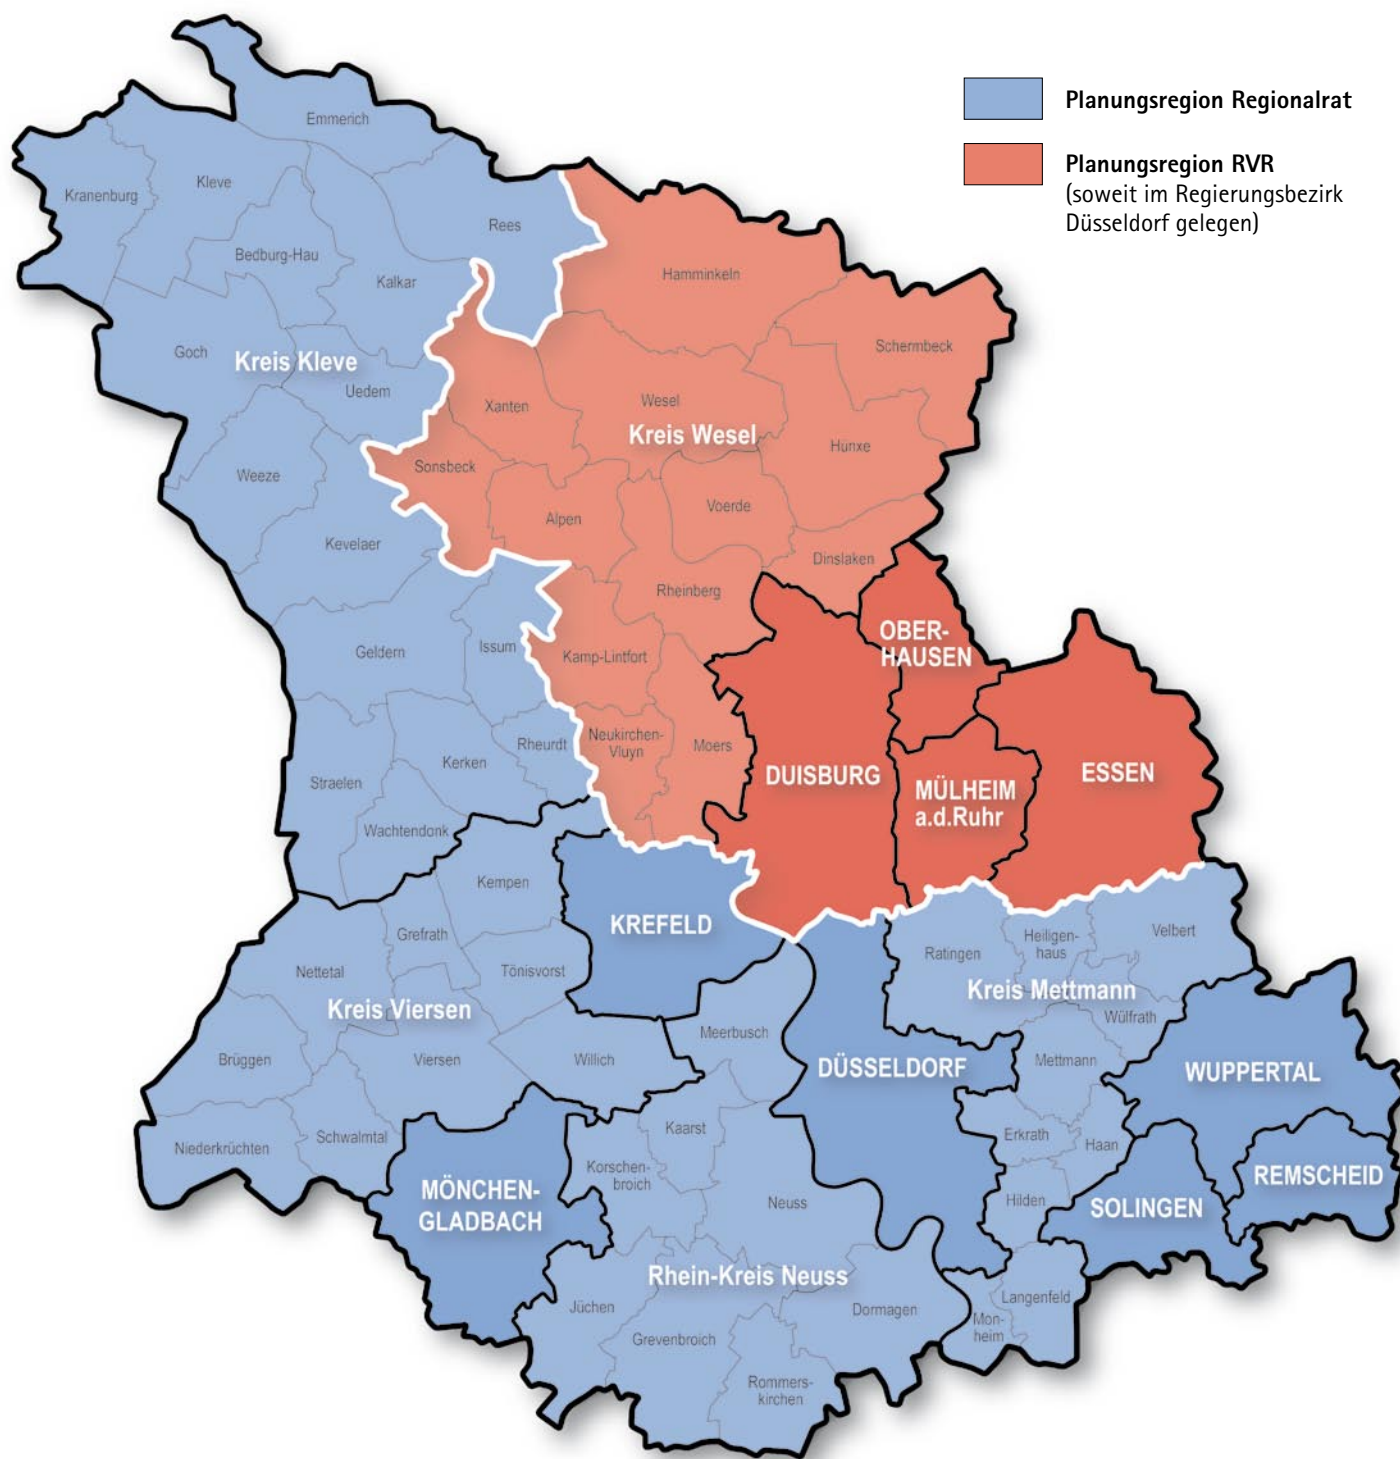 Planungsregion Regionalrat
Planungsregion RVR
(soweit im Regierungsbezirk
Düsseldorf gelegen)
Emmerich
Kranenburg
Kleve
Rees
Bedburg-Hau
Kalkar
Hamminkeln
Goch
Kreis Kleve
Uedem
Schermbeck
Xanten
Wesel
Kreis Wesel
Hünxe
Sonsbeck
Weeze
Voerde
Alpen
Kevelaer
Dinslaken
Rheinberg
OBER-
HAUSEN
Geldern
Issum
Kamp-Lintfort
Neukirchen-
Vluyn
Moers
Rheurdt
Kerken
Straelen
DUISBURG
MÜLHEIM
a.d.Ruhr
ESSEN
Wachtendonk
Kempen
KREFELD
Grefrath
Tönisvorst
Nettetal
Kreis Viersen
Ratingen
Heiligen-
haus
Velbert
Kreis Mettmann
Wülfrath
Meerbusch
Brüggen
Viersen
Willich
DÜSSELDORF
Mettmann
WUPPERTAL
Niederkrüchten
Schwalmtal
Kaarst
Erkrath
Haan
Korschen-
broich
MÖNCHEN-
GLADBACH
Neuss
Hilden
SOLINGEN
REMSCHEID
Rhein-Kreis Neuss
Jüchen
Dormagen
Langenfeld
Mon-
heim
Grevenbroich
Rommers-
kirchen